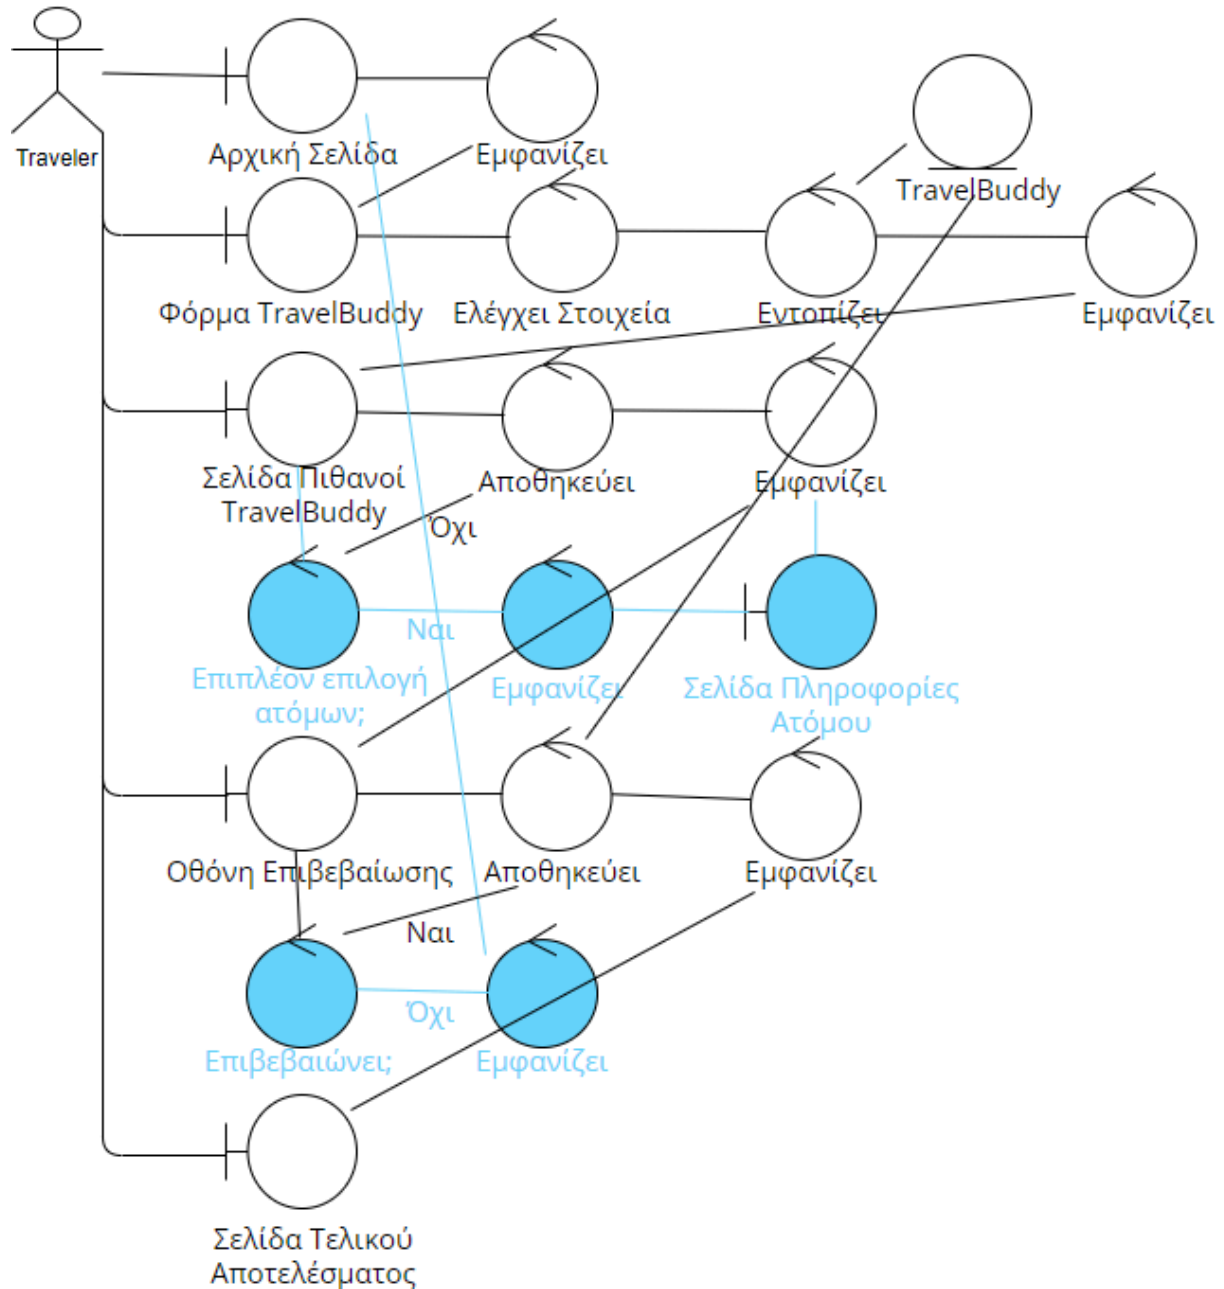 Traveler
Αρχική Σελίδα
Εμφανίζει
TravelBuddy
Φόρμα TravelBuddy
Ελέγχει Στοιχεία
Εντοπίζει
Εμφανίζει
Σελίδα Πιθανοί
TravelBuddy
Αποθηκεύει
Εμφανίζει
Όχι
Ναι
Επιπλέον επιλογή
ατόμων;
Εμφανίζει
Σελίδα Πληροφορίες
Ατόμου
Οθόνη Επιβεβαίωσης
Αποθηκεύει
Εμφανίζει
Ναι
Όχι
Επιβεβαιώνει;
Εμφανίζει
Σελίδα Τελικού
Αποτελέσματος